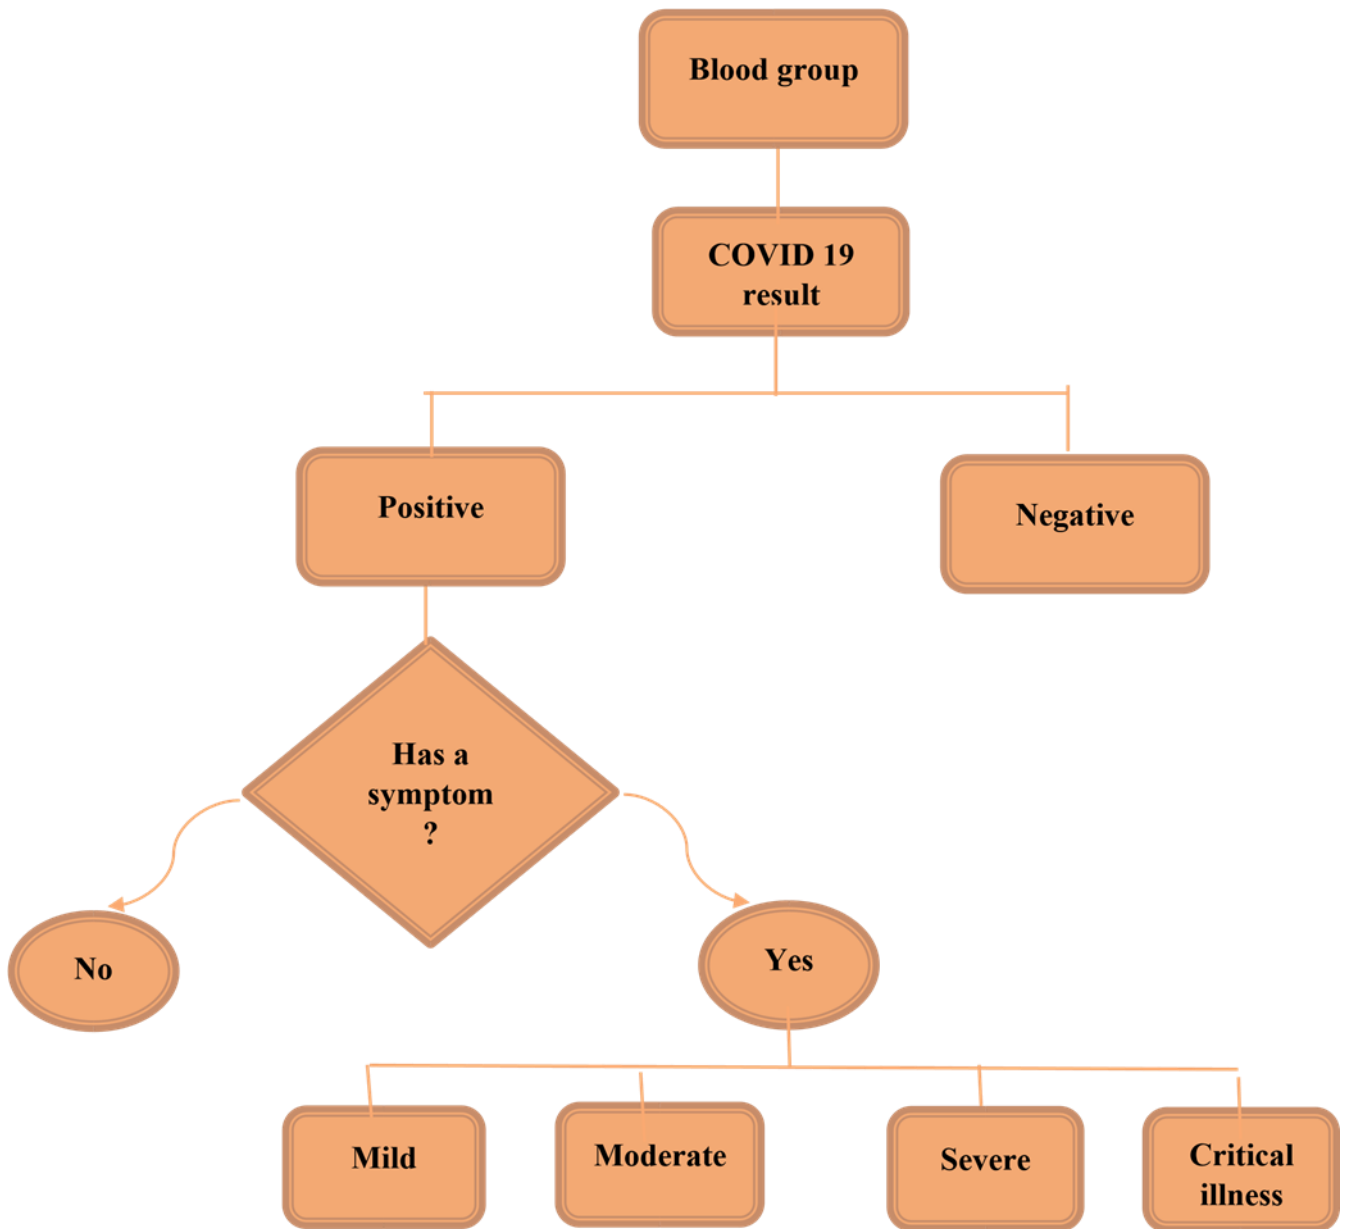 Blood group
COVID 19
result
Positive
Negative
Has a
symptom
?
No
Yes
Mild
Moderate
Severe
Critical
illness